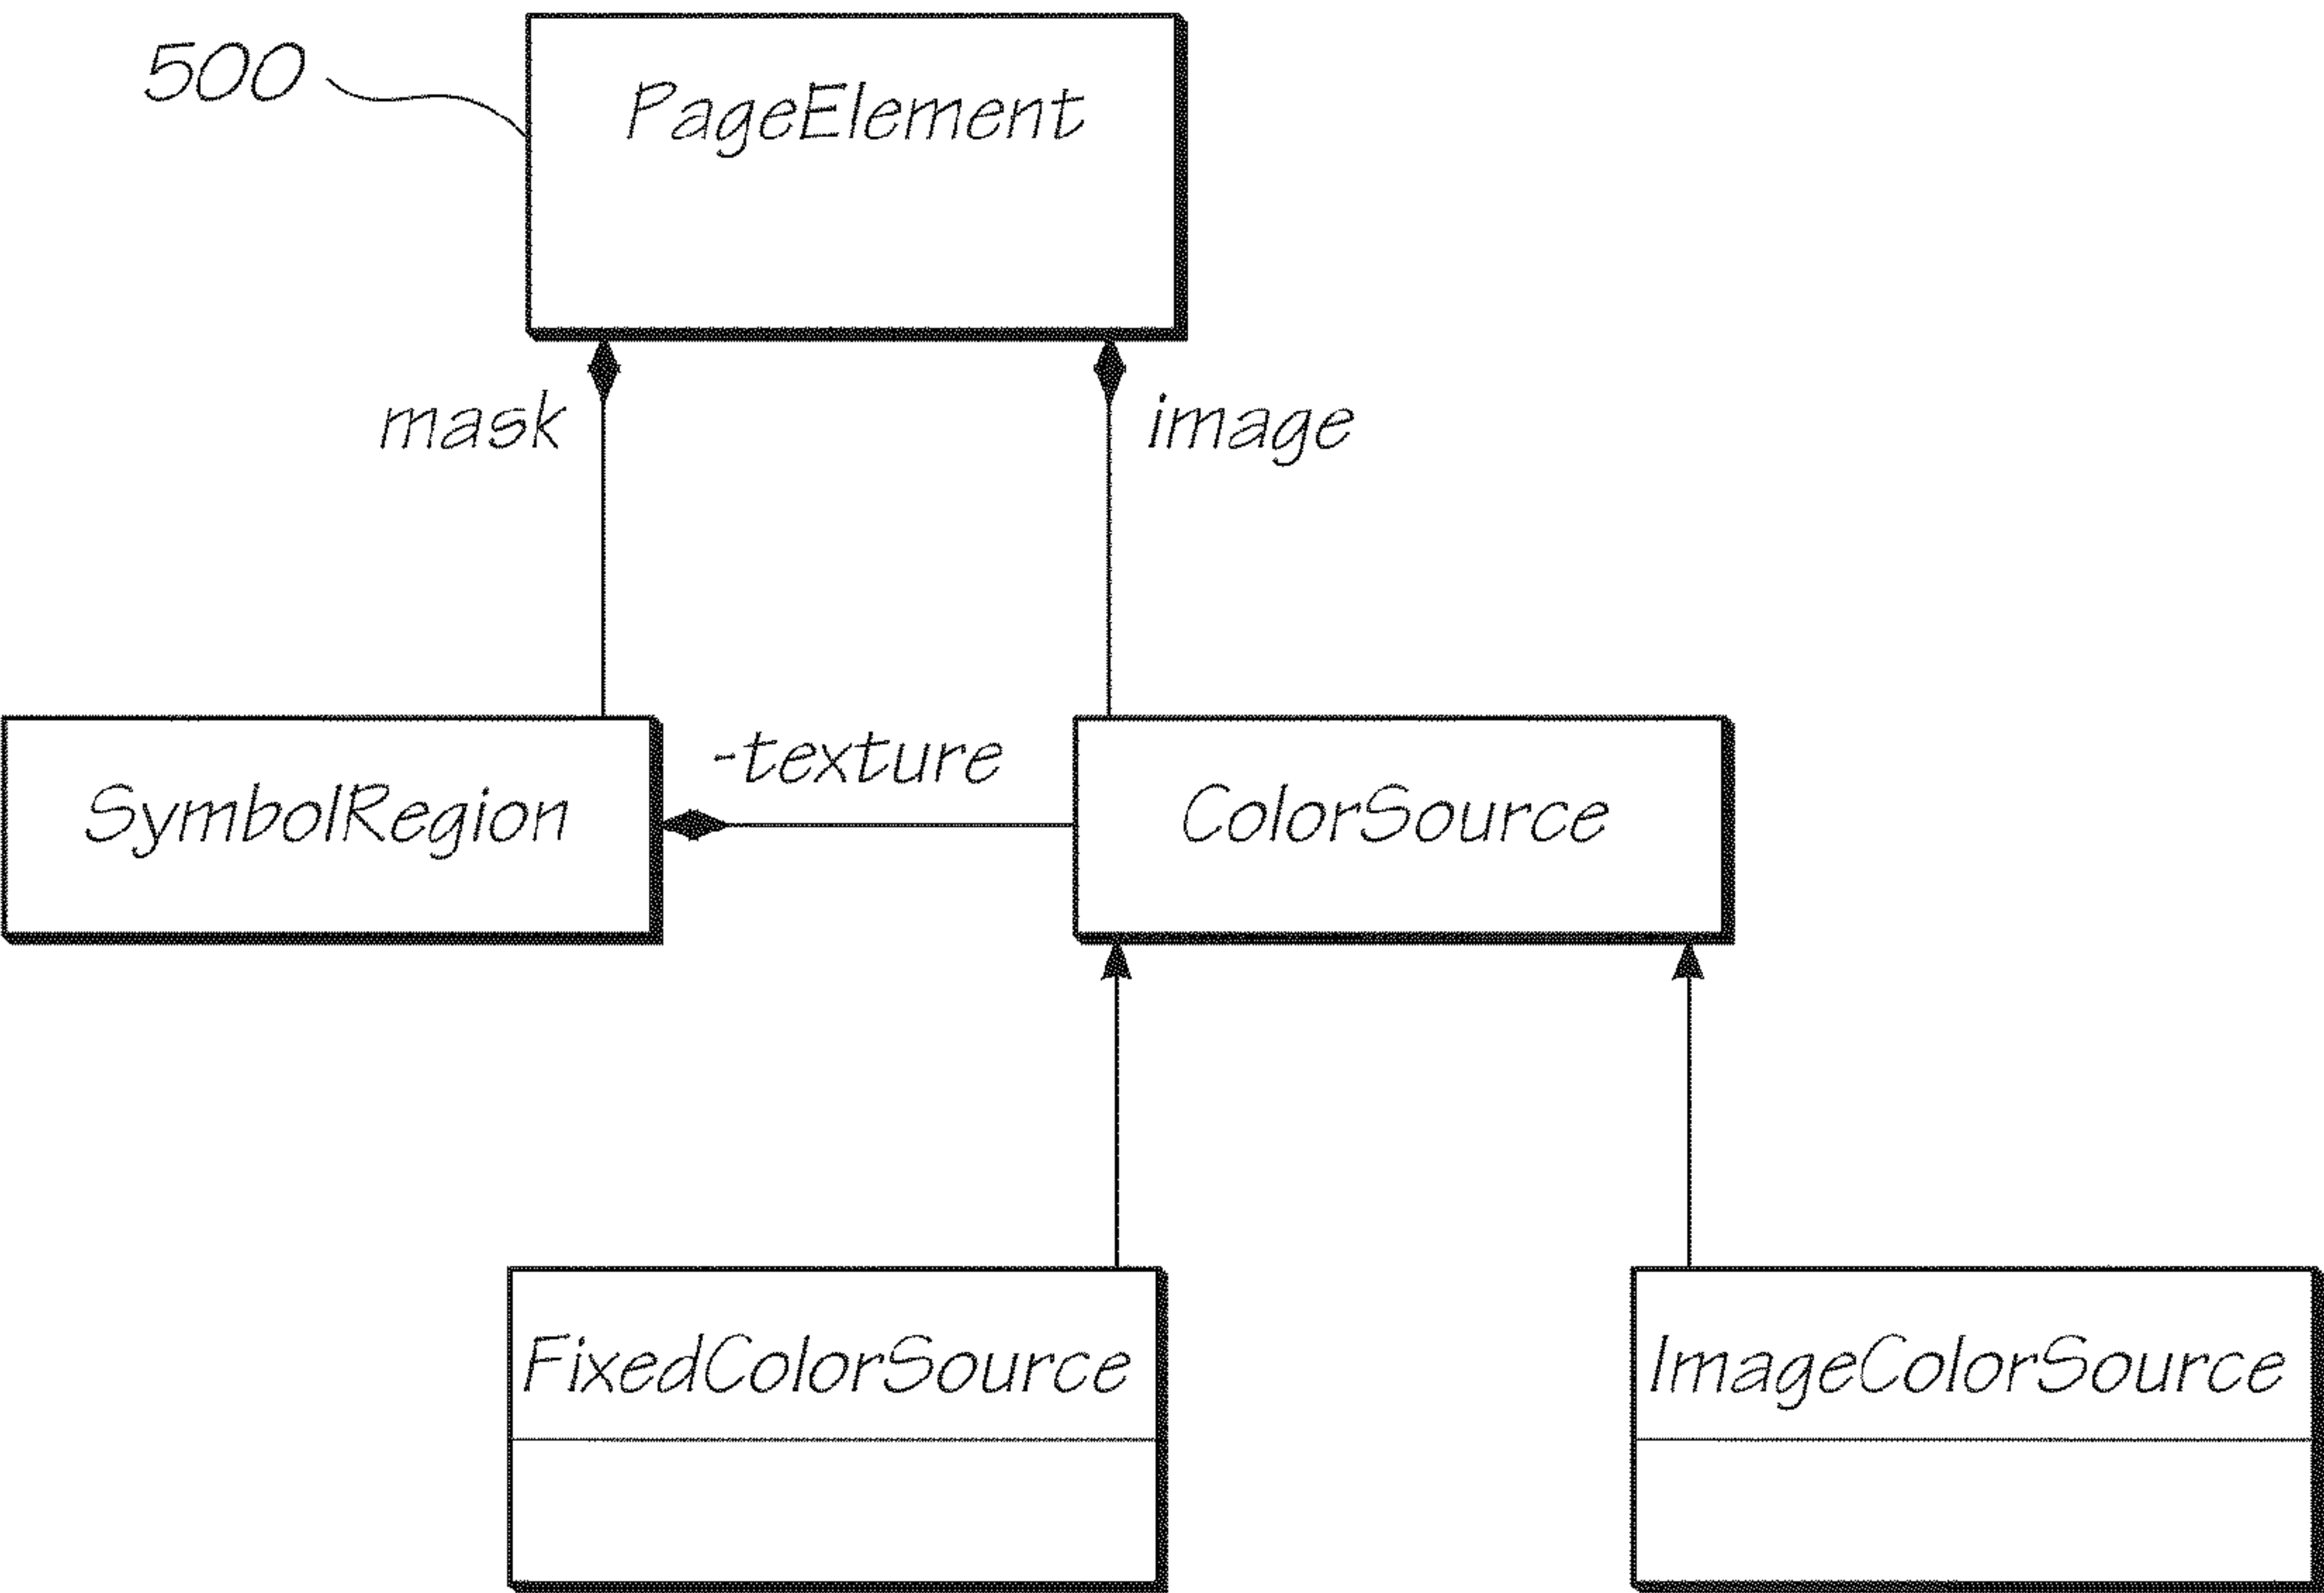 500
PageElement
mask
image
-texture
SymbolRegion
ColorSource
FixedColorSource
ImageColorSource